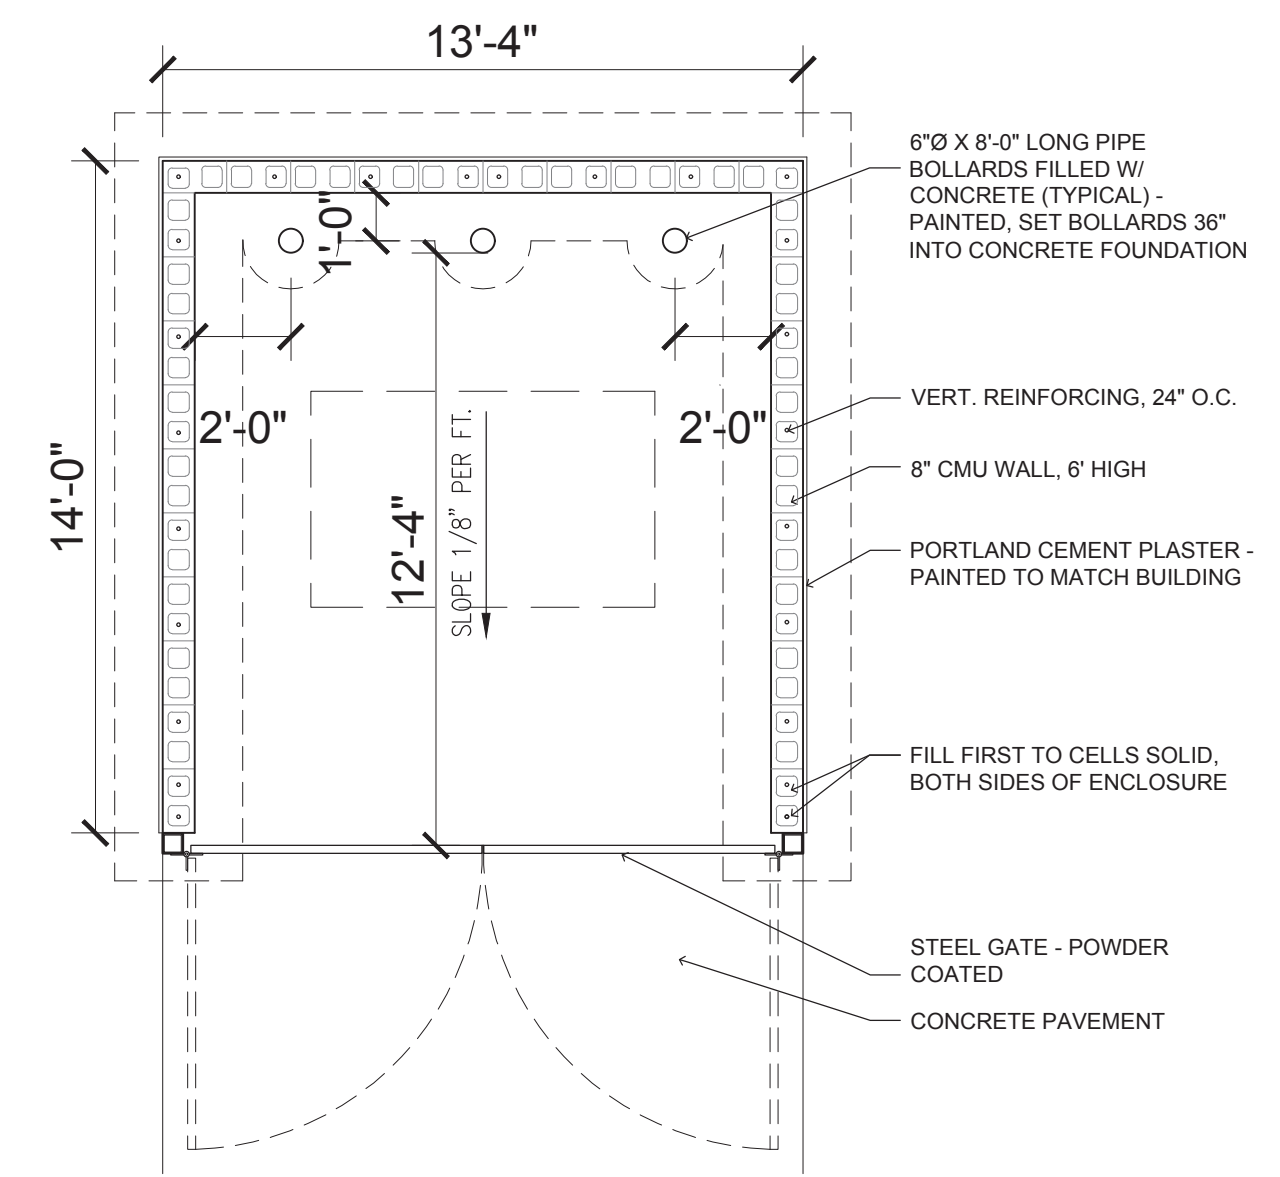 13'-4"
6"Ø X 8'-0" LONG PIPE
BOLLARDS FILLED W/
CONCRETE (TYPICAL) -
PAINTED, SET BOLLARDS 36"
INTO CONCRETE FOUNDATION
1'-0"
2'-0"
2'-0"
VERT. REINFORCING, 24" O.C.
8" CMU WALL, 6' HIGH
14'-0"
12'-4"
SLOPE 1/8" PER FT.
PORTLAND CEMENT PLASTER -
PAINTED TO MATCH BUILDING
FILL FIRST TO CELLS SOLID,
BOTH SIDES OF ENCLOSURE
STEEL GATE - POWDER
COATED
CONCRETE PAVEMENT